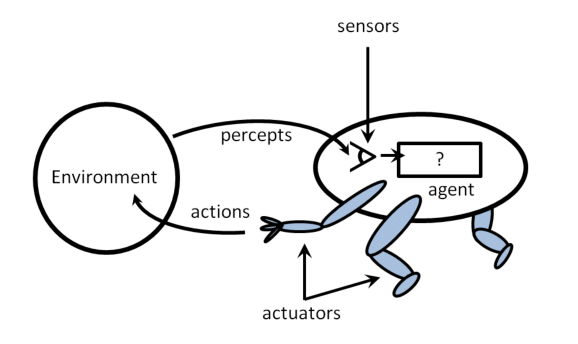 sensors
percepts
?
Environment
agent
actions
actuators